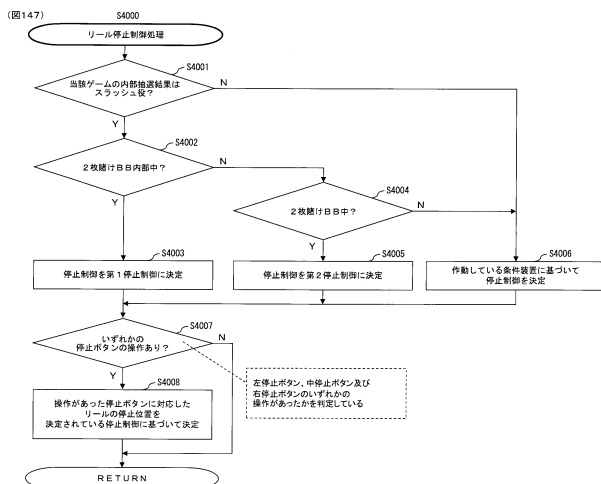 (図147)
S4000
リール停止制御処理
S4001
当該ゲームの内部抽選結果は
スラッシュ役？
N
Y
S4002
2枚賭けBB内部中？
N
Y
S4004
2枚賭けBB中？
N
Y
S4003
停止制御を第1停止制御に決定
S4005
停止制御を第2停止制御に決定
S4006
作動している条件装置に基づいて
停止制御を決定
S4007
いずれかの
停止ボタンの操作あり？
N
Y
左停止ボタン、中停止ボタン及び
右停止ボタンのいずれかの
操作があったかを判定している
S4008
操作があった停止ボタンに対応した
リールの停止位置を
決定されている停止制御に基づいて決定
RETURN